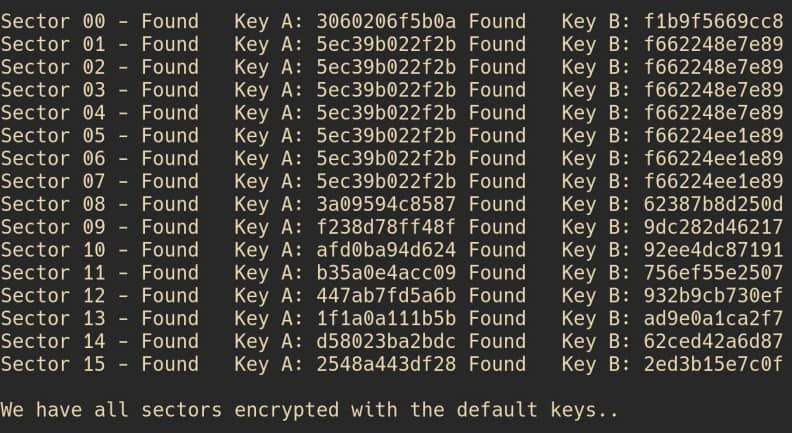 Sector 00 - Found   Key A: 3060206f5b0a Found   Key B: f1b9f5669cc8
Sector 01 - Found   Key A: 5ec39b022f2b Found   Key B: f662248e7e89
Sector 02 - Found   Key A: 5ec39b022f2b Found   Key B: f662248e7e89
Sector 03 - Found   Key A: 5ec39b022f2b Found   Key B: f662248e7e89
Sector 04 - Found   Key A: 5ec39b022f2b Found   Key B: f662248e7e89
Sector 05 - Found   Key A: 5ec39b022f2b Found   Key B: f66224ee1e89
Sector 06 - Found   Key A: 5ec39b022f2b Found   Key B: f66224ee1e89
Sector 07 - Found   Key A: 5ec39b022f2b Found   Key B: f66224ee1e89
Sector 08 - Found   Key A: 3a09594c8587 Found   Key B: 62387b8d250d
Sector 09 - Found   Key A: f238d78ff48f Found   Key B: 9dc282d46217
Sector 10 - Found   Key A: afd0ba94d624 Found   Key B: 92ee4dc87191
Sector 11 - Found   Key A: b35a0e4acc09 Found   Key B: 756ef55e2507
Sector 12 - Found   Key A: 447ab7fd5a6b Found   Key B: 932b9cb730ef
Sector 13 - Found   Key A: 1f1a0a111b5b Found   Key B: ad9e0a1ca2f7
Sector 14 - Found   Key A: d58023ba2bdc Found   Key B: 62ced42a6d87
Sector 15 - Found   Key A: 2548a443df28 Found   Key B: 2ed3b15e7c0f
We have all sectors encrypted with the default keys..